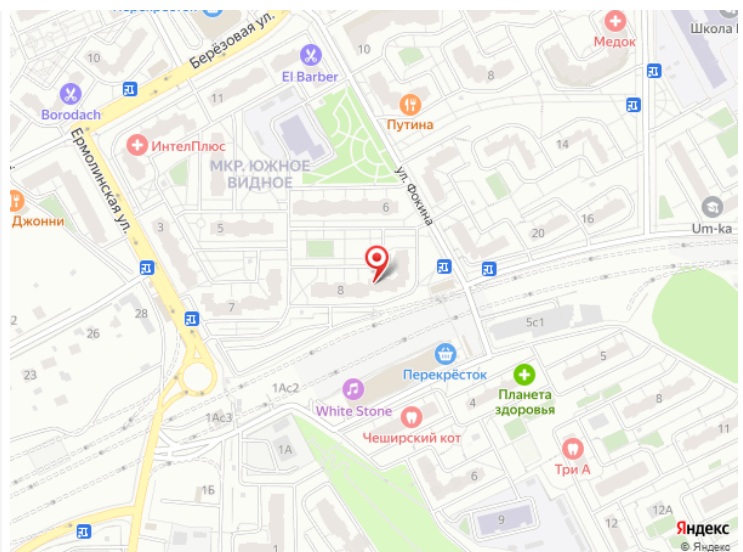 Перекрёсток
Школа
Берёзовая ул.
10
El Barber
10
Медок
8
Borodach
11
Путина
ИнтелПлюс
14
Ермолинская ул.
МКР. ЮЖНОЕ
ВИДНОЕ
ул. Фокина
Джонни
3
5
6
16
20
Um-ka
8
7
28
26
5с1
23
Перекрёсток
5
Планета
здоровья
1Ас2
White Stone
4
8
1Ас3
Чеширский кот
11
1А
Три А
6
1Б
9
12
12А
Яндекс
© Яндекс